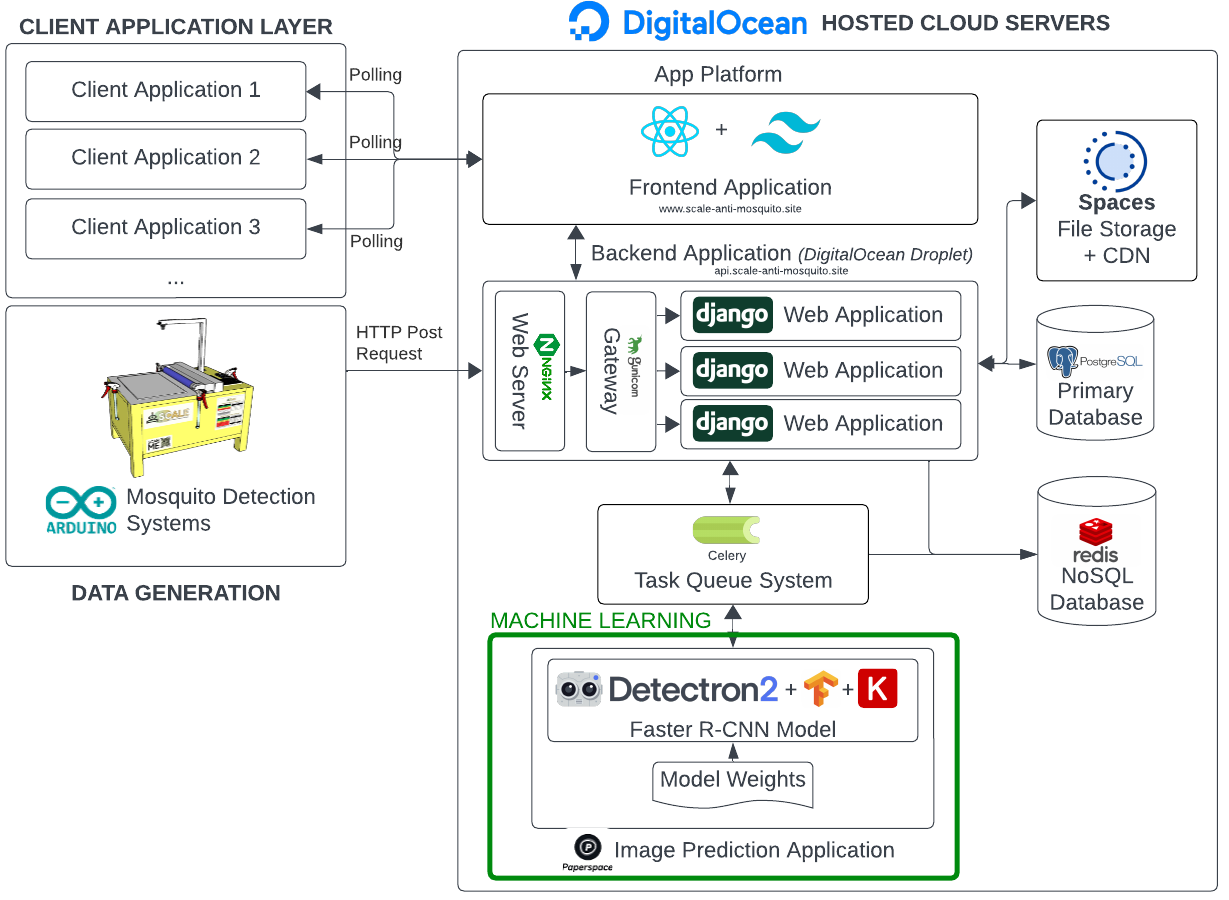 CLIENT APPLICATION LAYER
DigitalOcean HOSTED CLOUD SERVERS
Client Application 1
Client Application 2
Client Application 3
...
Polling
Polling
Polling
App Platform
+
Frontend Application
www.scale-anti-mosquito.site
Spaces
File Storage
+ CDN
Backend Application (DigitalOcean Droplet)
api.scale-anti-mosquito.site
HTTP Post
Request
Web Server
N
NGINX
Gateway
gunicorn
django Web Application
django Web Application
django Web Application
PostgreSQL
Primary
Database
SCALE
ME
ARDUINO
Mosquito Detection
Systems
DATA GENERATION
Celery
Task Queue System
redis
NoSQL
Database
MACHINE LEARNING
Detectron2 + + K
Faster R-CNN Model
Model Weights
P
Paperspace
Image Prediction Application